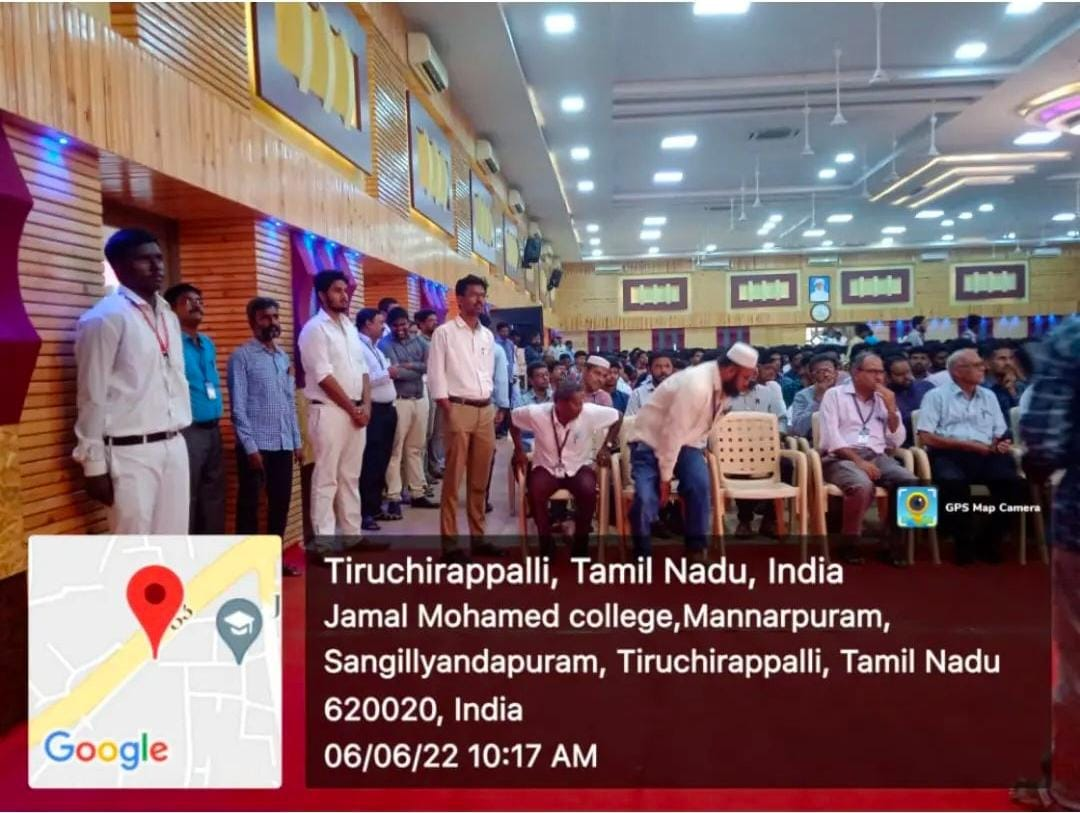 GPS Map Camera
Tiruchirappalli, Tamil Nadu, India
Jamal Mohamed college,Mannarpuram,
Sangillyandapuram, Tiruchirappalli, Tamil Nadu
620020, India
06/06/22 10:17 AM
Google